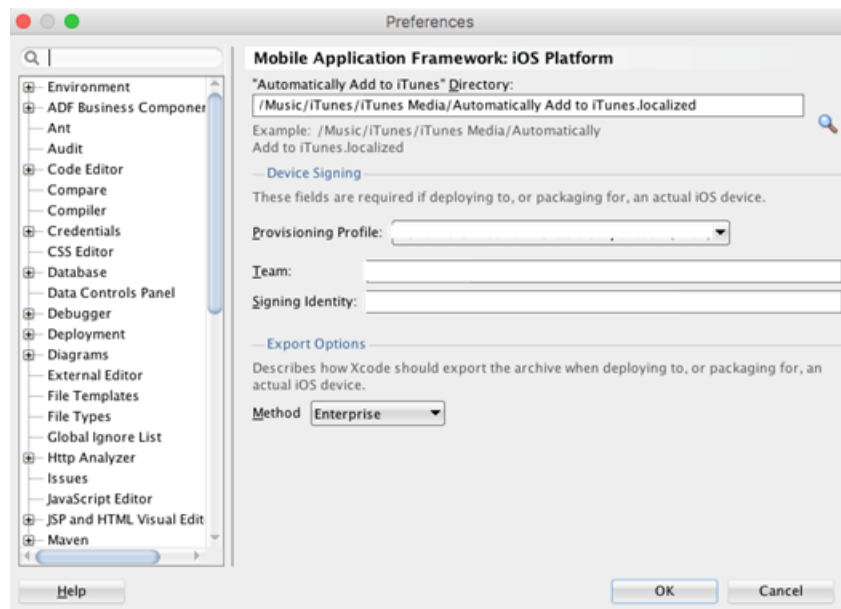 Preferences
Environment
ADF Business Componer
Ant
Audit
Code Editor
Compare
Compiler
Credentials
CSS Editor
Database
Data Controls Panel
Debugger
Deployment
Diagrams
External Editor
File Templates
File Types
Global Ignore List
Http Analyzer
Issues
JavaScript Editor
JSP and HTML Visual Edit
Maven
Mobile Application Framework: iOS Platform
"Automatically Add to iTunes" Directory:
/Music/iTunes/iTunes Media/Automatically Add to iTunes.localized
Example: /Music/iTunes/iTunes Media/Automatically
Add to iTunes.localized
Device Signing
These fields are required if deploying to, or packaging for, an actual iOS device.
Provisioning Profile:
Team:
Signing Identity:
Export Options
Describes how Xcode should export the archive when deploying to, or packaging for, an
actual iOS device.
Method Enterprise
Help
OK
Cancel